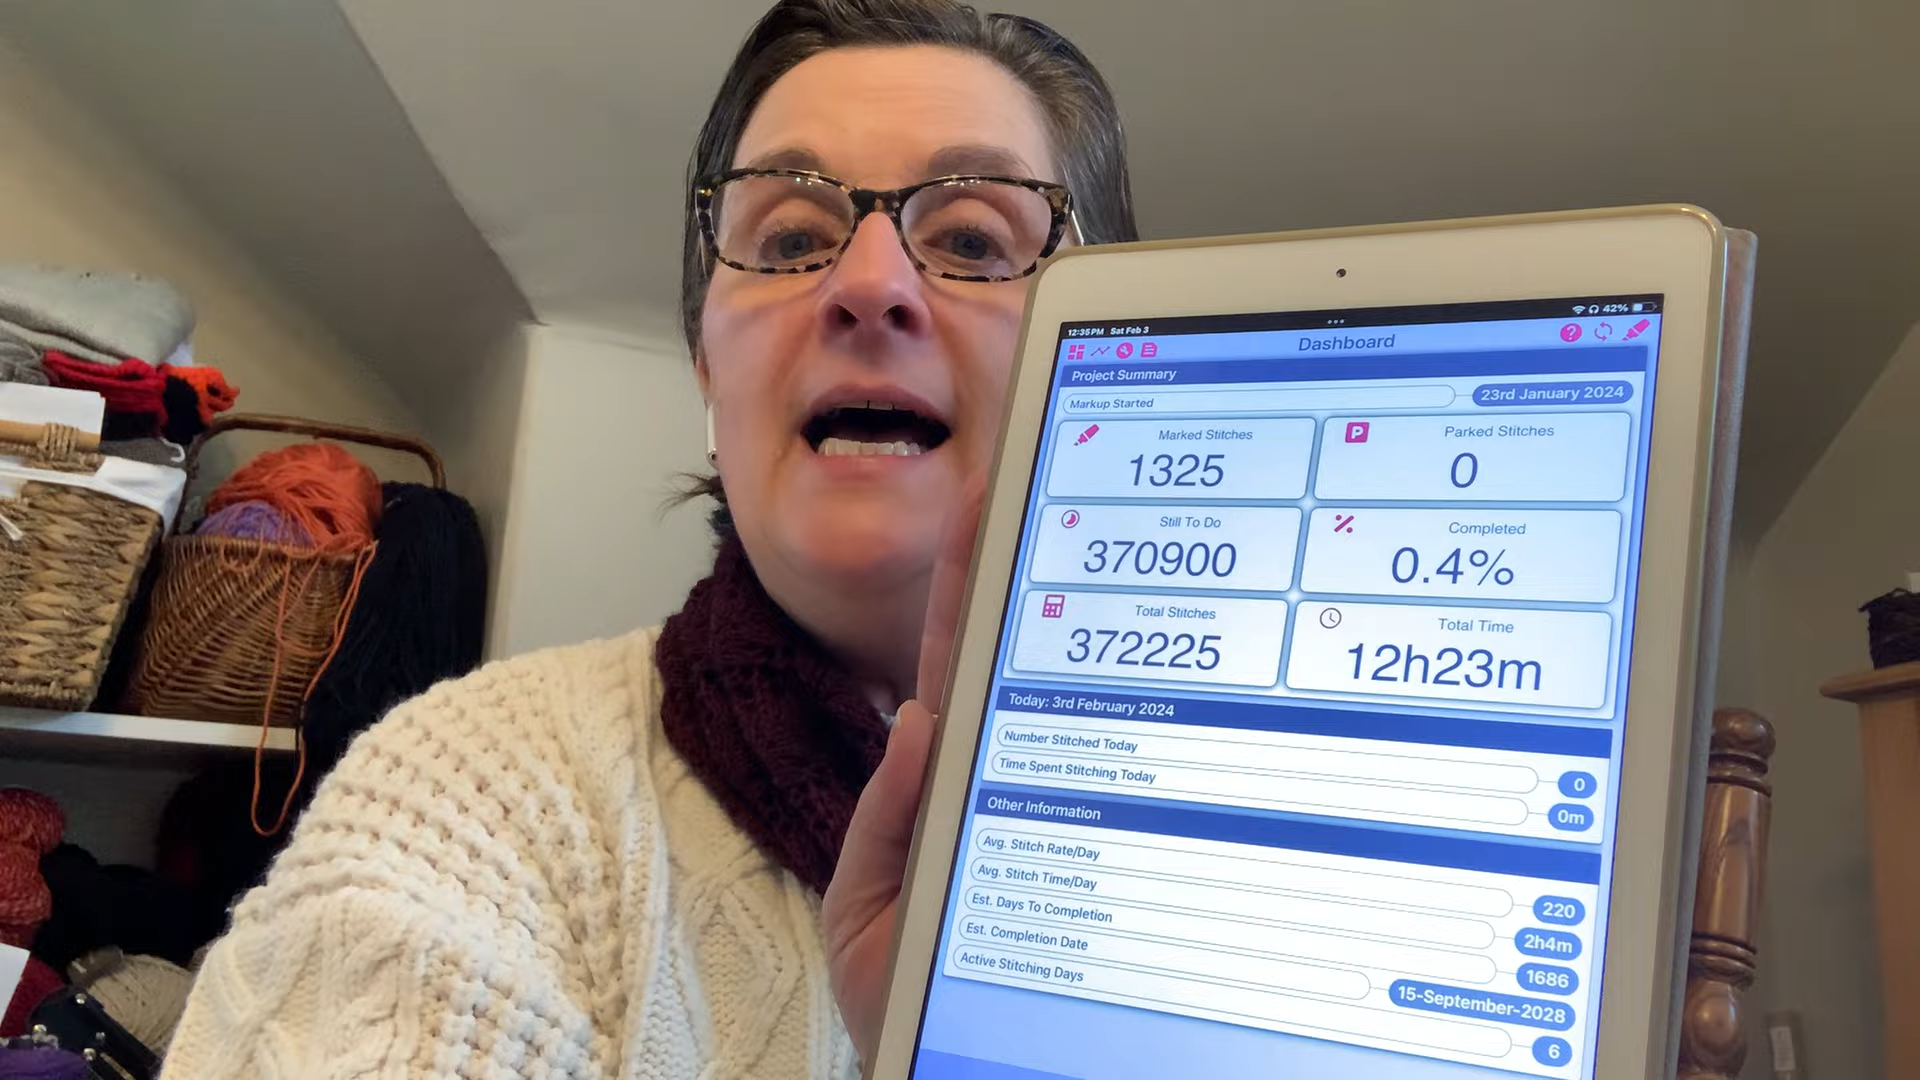 12:35PM Sat Feb 3
42%
Dashboard
Project Summary
Markup Started
23rd January 2024
Marked Stitches
1325
P
Parked Stitches
0
Still To Do
370900
Completed
0.4%
Total Stitches
372225
Total Time
12h23m
Today: 3rd February 2024
Number Stitched Today
0
Time Spent Stitching Today
0m
Other Information
Avg. Stitch Rate/Day
220
Avg. Stitch Time/Day
2h4m
Est. Days To Completion
1686
Est. Completion Date
15-September-2028
Active Stitching Days
6